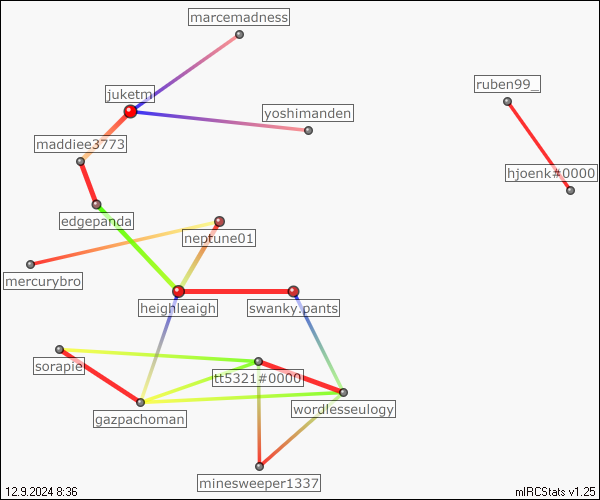 marcemadness
ruben99_
juketm
yoshimanden
maddiee3773
hjoenk#0000
edgepanda
neptune01
mercurybro
heighleaigh
swanky.pants
sorapie
tt5321#0000
wordlesseulogy
gazpachoman
minesweeper1337
12.9.2024 8:36
mIRCStats v1.25